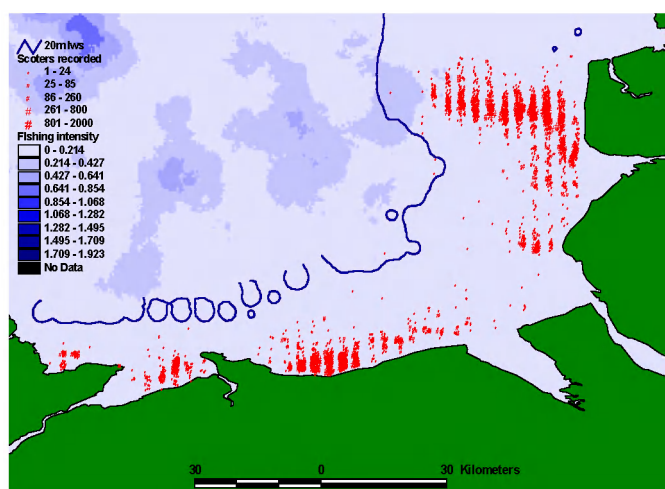 20mlws
Scoters recorded
1 - 24
25 - 85
86 - 260
261 - 800
801 - 2000
Fishing intensity
0 - 0.214
0.214 - 0.427
0.427 - 0.641
0.641 - 0.854
0.854 - 1.068
1.068 - 1.282
1.282 - 1.495
1.495 - 1.709
1.709 - 1.923
No Data
30 0 30 Kilometers